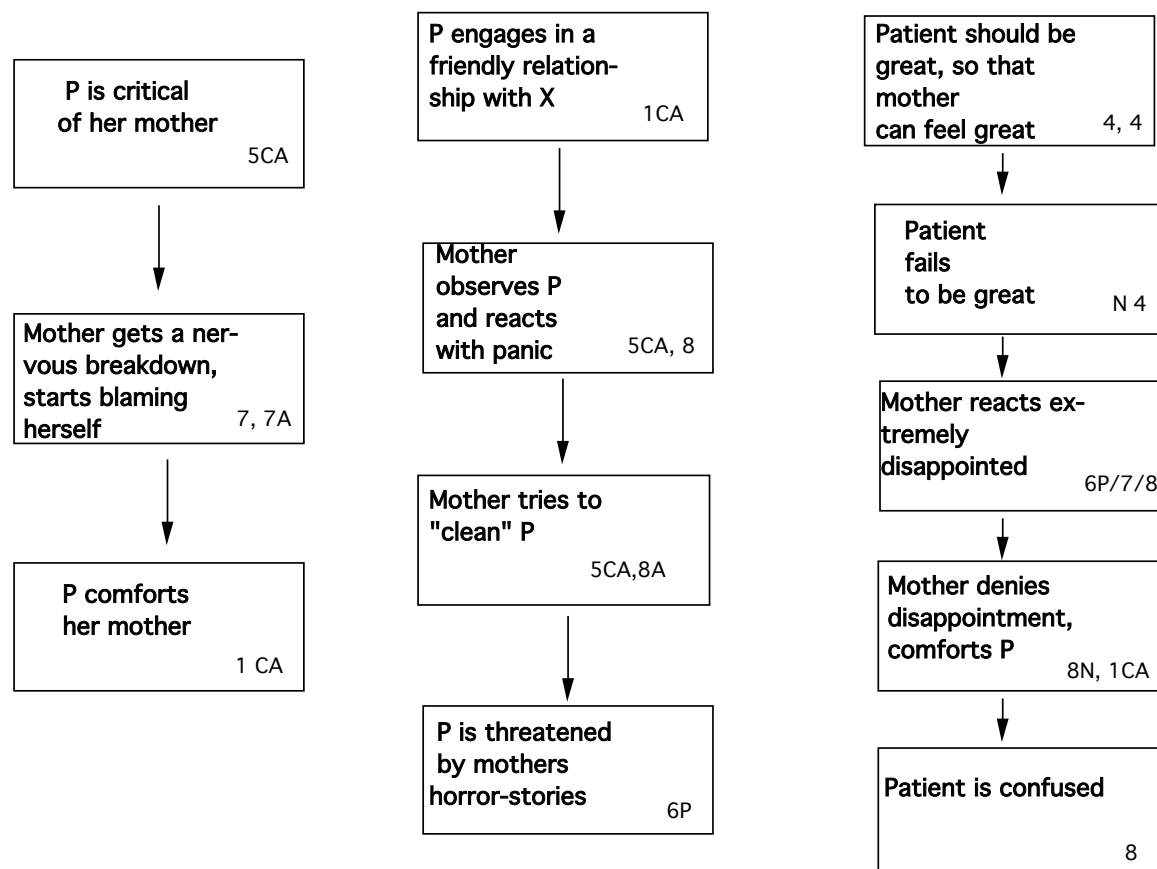 P is critical
of her mother
5CA
Mother gets a ner-
vous breakdown,
starts blaming
herself
7, 7A
P comforts
her mother
1 CA
P engages in a
friendly relation-
ship with X
1CA
Mother
observes P
and reacts
with panic
5CA, 8
Mother tries to
"clean" P
5CA,8A
P is threatened
by mothers
horror-stories
6P
Patient should be
great, so that
mother
can feel great
4, 4
Patient
fails
to be great
N 4
Mother reacts ex-
tremely
disappointed
6P/7/8
Mother denies
disappointment,
comforts P
8N, 1CA
Patient is confused
8